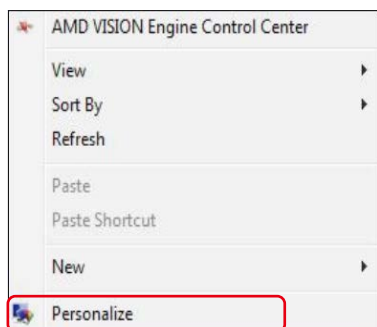 AMD VISION Engine Control Center
View
Sort By
Refresh
Paste
Paste Shortcut
New
Personalize